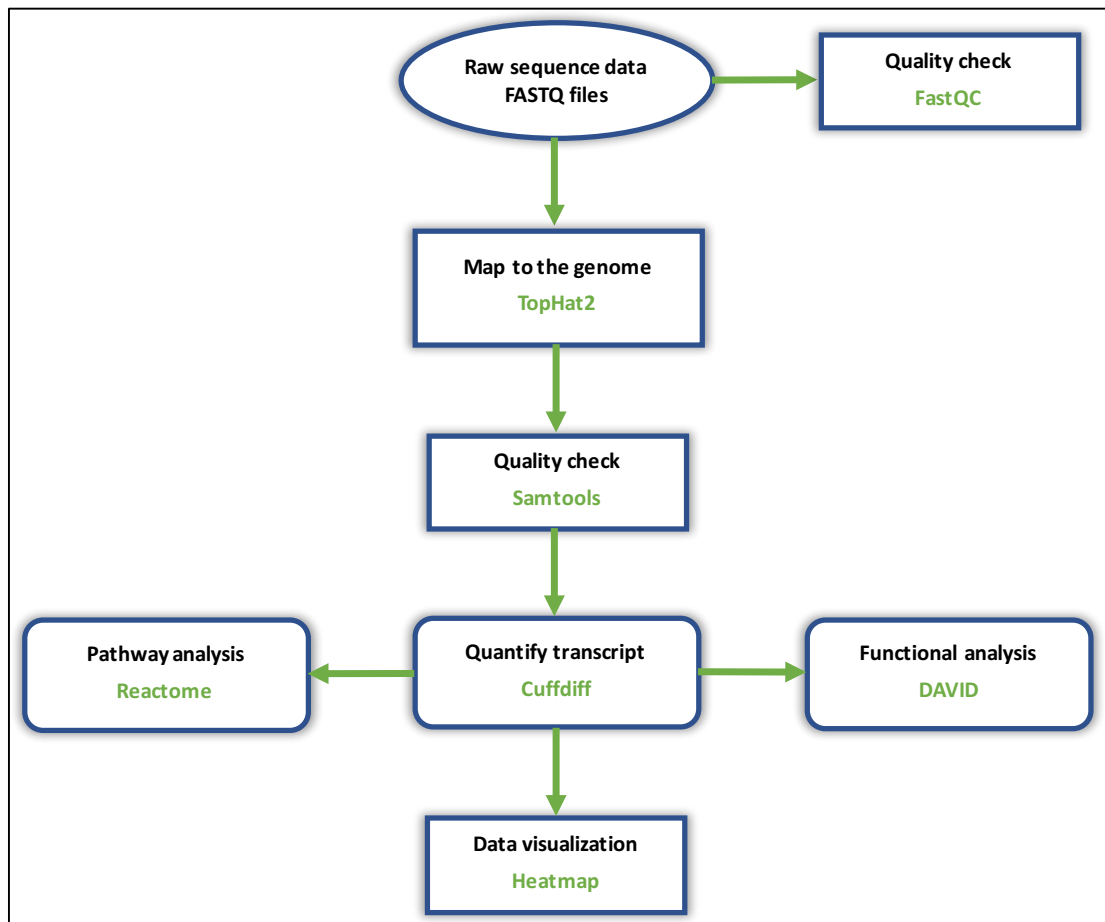 Raw sequence data
FASTQ files
Quality check
FastQC
Map to the genome
TopHat2
Quality check
Samtools
Pathway analysis
Reactome
Quantify transcript
Cuffdiff
Functional analysis
DAVID
Data visualization
Heatmap